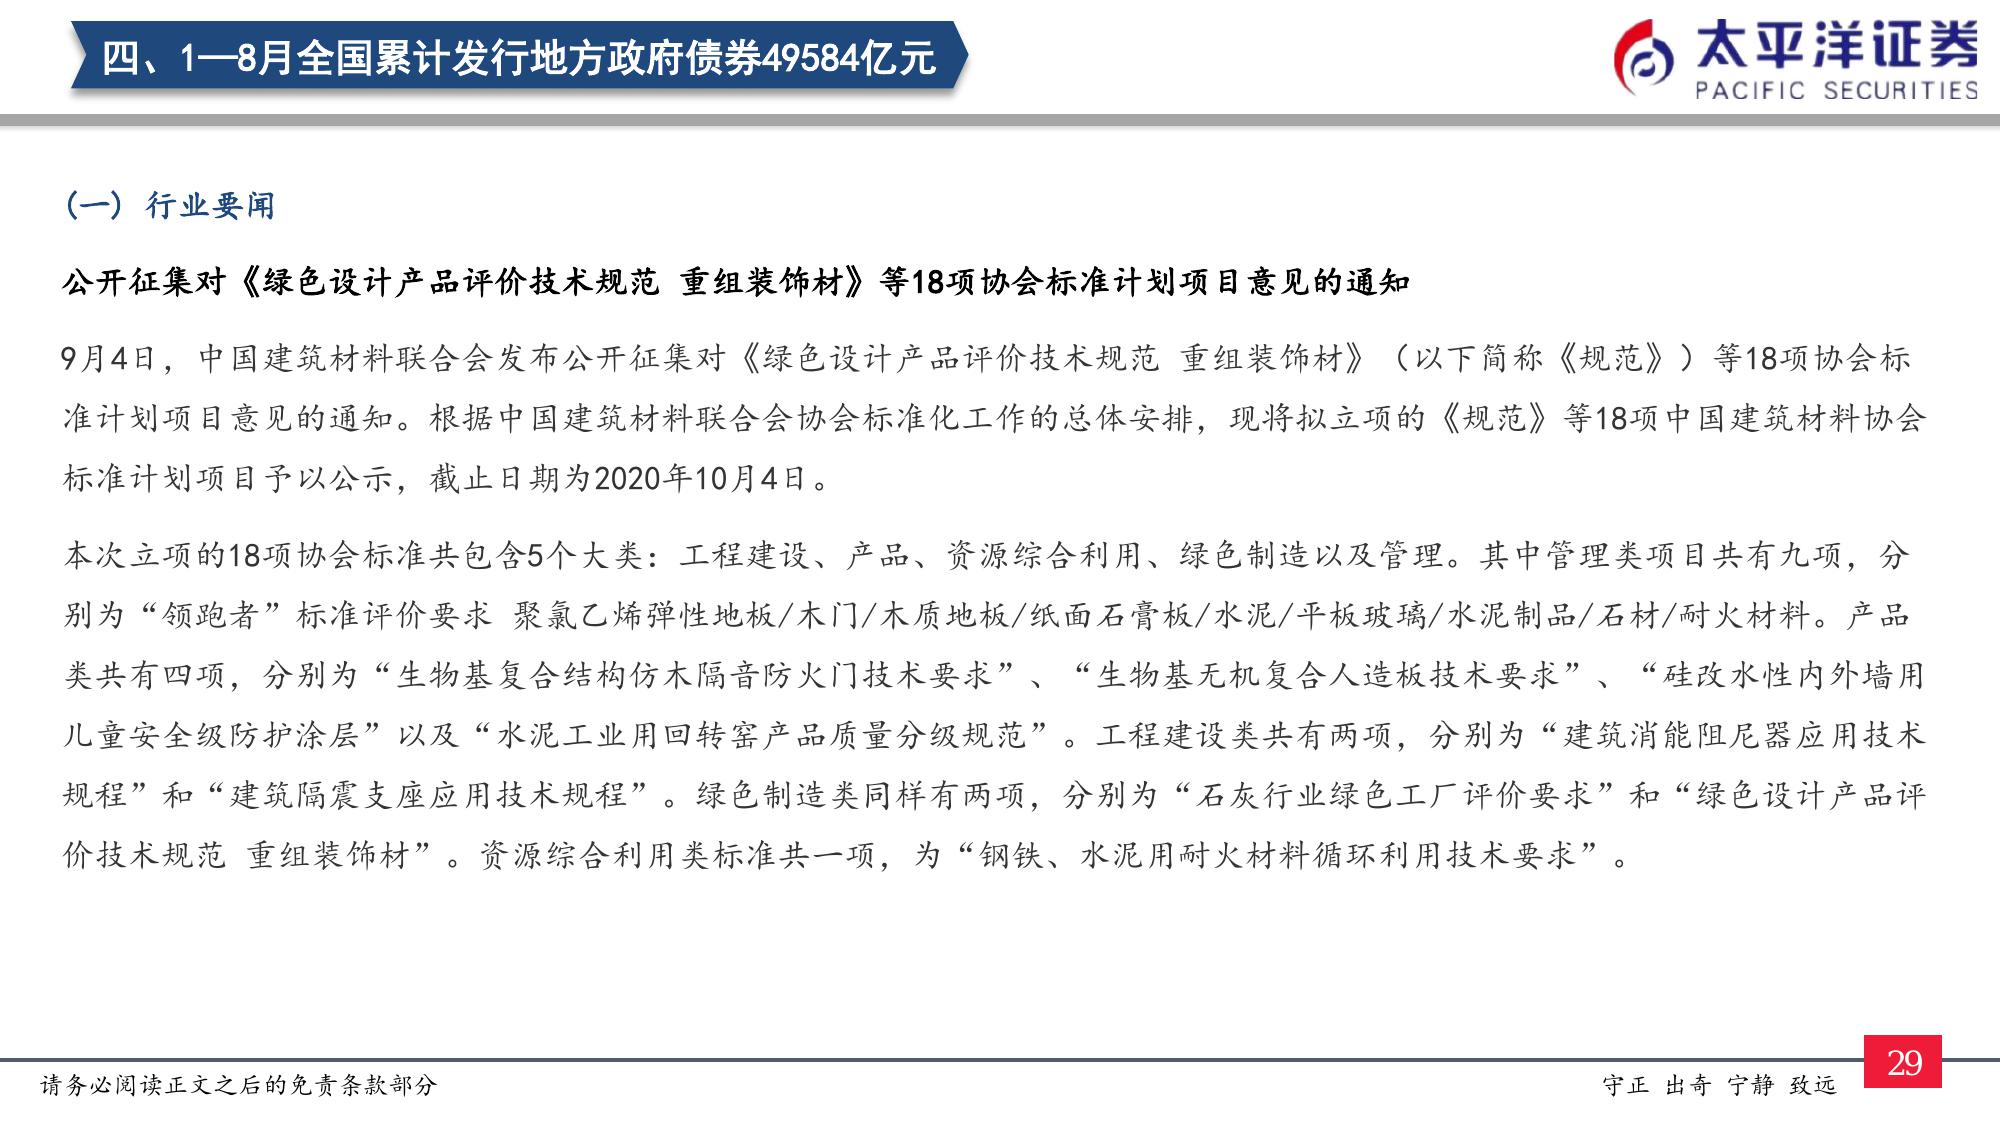 四、1—8月全国累计发行地方政府债券49584亿元
太平洋证券
PACIFIC SECURITIES
(一) 行业要闻
公开征集对《绿色设计产品评价技术规范 重组装饰材》等18项协会标准计划项目意见的通知
9月4日，中国建筑材料联合会发布公开征集对《绿色设计产品评价技术规范 重组装饰材》（以下简称《规范》）等18项协会标
准计划项目意见的通知。根据中国建筑材料联合会协会标准化工作的总体安排，现将拟立项的《规范》等18项中国建筑材料协会
标准计划项目予以公示，截止日期为2020年10月4日。
本次立项的18项协会标准共包含5个大类：工程建设、产品、资源综合利用、绿色制造以及管理。其中管理类项目共有九项，分
别为“领跑者”标准评价要求 聚氯乙烯弹性地板/木门/木质地板/纸面石膏板/水泥/平板玻璃/水泥制品/石材/耐火材料。产品
类共有四项，分别为“生物基复合结构仿木隔音防火门技术要求”、“生物基无机复合人造板技术要求”、“硅改水性内外墙用
儿童安全级防护涂层”以及“水泥工业用回转窑产品质量分级规范”。工程建设类共有两项，分别为“建筑消能阻尼器应用技术
规程”和“建筑隔震支座应用技术规程”。绿色制造类同样有两项，分别为“石灰行业绿色工厂评价要求”和“绿色设计产品评
价技术规范 重组装饰材”。资源综合利用类标准共一项，为“钢铁、水泥用耐火材料循环利用技术要求”。
请务必阅读正文之后的免责条款部分
守正 出奇 宁静 致远
29